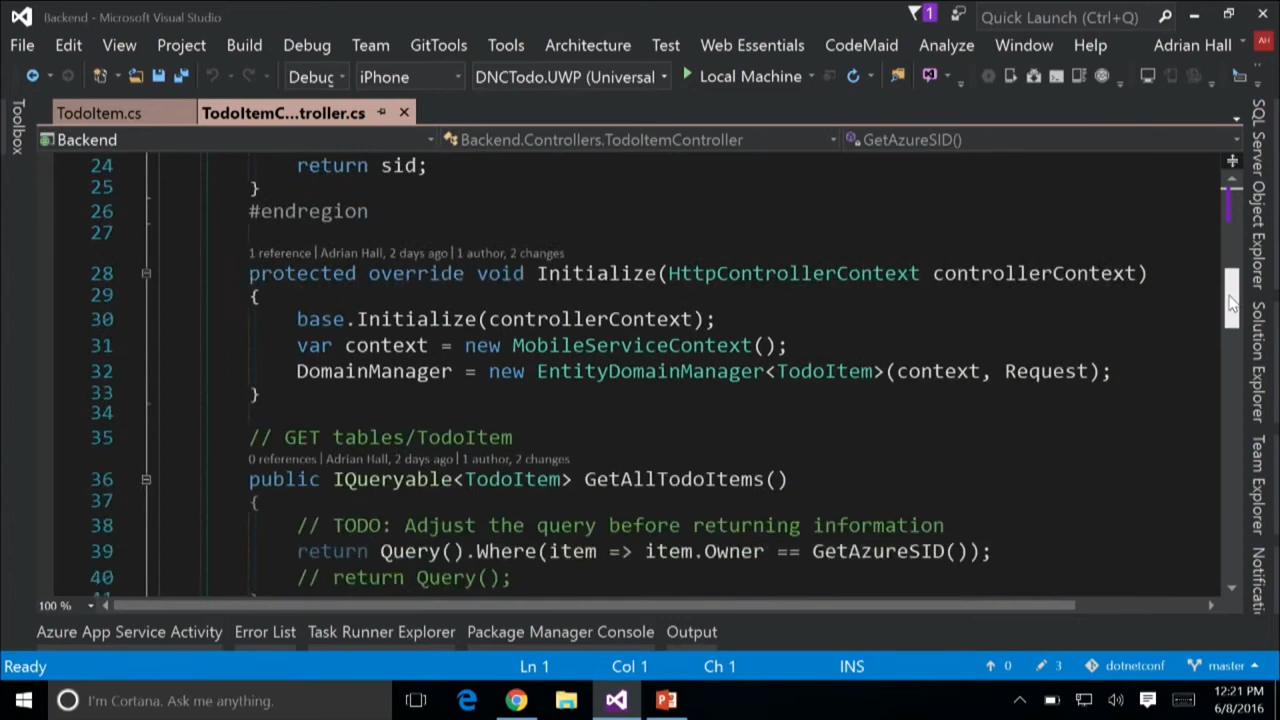 Backend - Microsoft Visual Studio
1
Quick Launch (Ctrl+Q)
File Edit View Project Build Debug Team GitTools Tools Architecture Test Web Essentials CodeMaid Analyze Window Help Adrian Hall AH
Debug iPhone DNCTodo.UWP (Universal Local Machine
TodoItem.cs TodoItemC...troller.cs
Backend Backend.Controllers.TodoItemController GetAzureSID()
Toolbox
24 return sid;
25 }
26 #endregion
27
1 reference | Adrian Hall, 2 days ago | 1 author, 2 changes
28 protected override void Initialize(HttpControllerContext controllerContext)
29 {
30 base.Initialize(controllerContext);
31 var context = new MobileServiceContext();
32 DomainManager = new EntityDomainManager<TodoItem>(context, Request);
33 }
34
35 // GET tables/TodoItem
0 references | Adrian Hall, 2 days ago | 1 author, 2 changes
36 public IQueryable<TodoItem> GetAllTodoItems()
37 {
38 // TODO: Adjust the query before returning information
39 return Query().Where(item => item.Owner == GetAzureSID());
40 // return Query();
SQL Server Object Explorer
Solution Explorer
Team Explorer
Notificati
100 %
Azure App Service Activity Error List Task Runner Explorer Package Manager Console Output
Ready Ln 1 Col 1 Ch 1 INS 0 3 dotnetconf master
I'm Cortana. Ask me anything.
12:21 PM
6/8/2016